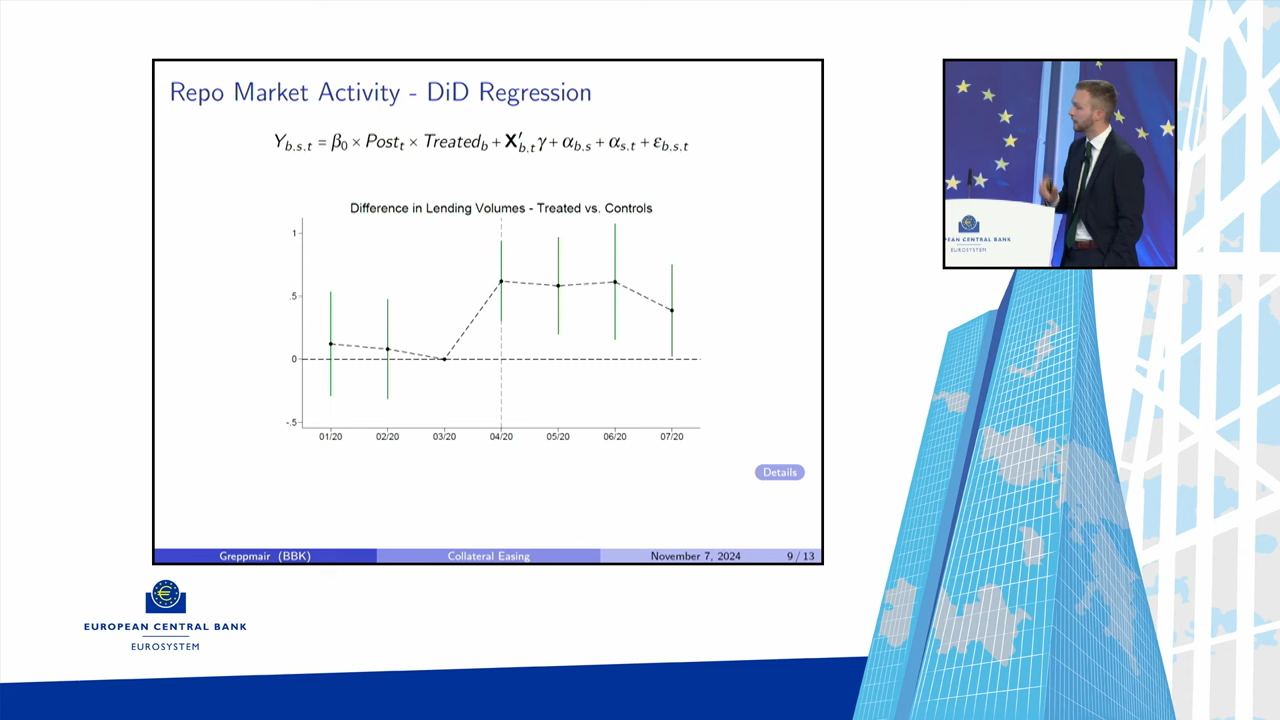 Repo Market Activity - DiD Regression
Y_{b,s,t} = β_0 × Post_t × Treated_b + X'_{b,t}γ + α_{b,s} + α_{s,t} + ε_{b,s,t}
Difference in Lending Volumes - Treated vs. Controls
1
.5
0
-.5
01/20 02/20 03/20 04/20 05/20 06/20 07/20
Details
Greppmair (BBK) Collateral Easing November 7, 2024 9 / 13
EAN CENTRAL BANK
EUROSYSTEM
EUROPEAN CENTRAL BANK
EUROSYSTEM